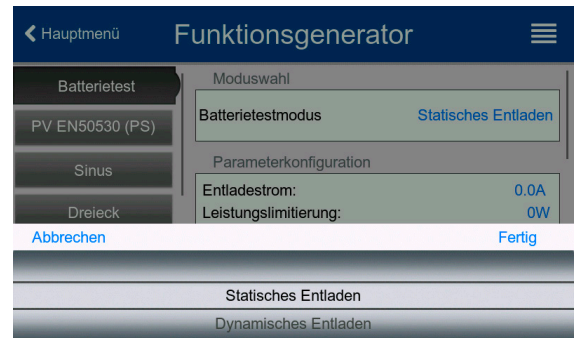 Hauptmenü
Funktionsgenerator
Batterietest
PV EN50530 (PS)
Sinus
Dreieck
Moduswahl
Batterietestmodus Statisches Entladen
Parameterkonfiguration
Entladestrom: 0.0A
Leistungslimitierung: 0W
Abbrechen Fertig
Statisches Entladen
Dynamisches Entladen